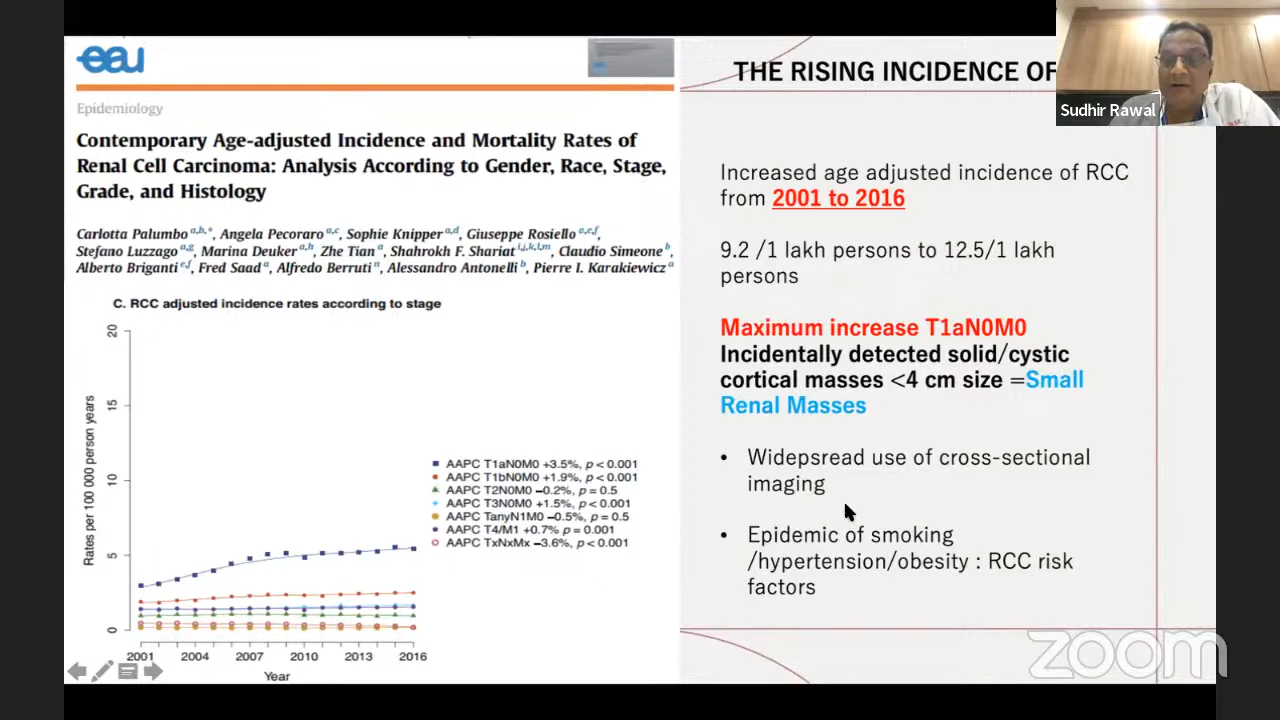 eau
Epidemiology
Contemporary Age-adjusted Incidence and Mortality Rates of
Renal Cell Carcinoma: Analysis According to Gender, Race, Stage,
Grade, and Histology
Carlotta Palumbo a,b,*, Angela Pecoraro a,c, Sophie Knipper a,d, Giuseppe Rosiello a,e,f,
Stefano Luzzago a,g, Marina Deuker a,h, Zhe Tian a, Shahrokh F. Shariat i,j,k,l,m, Claudio Simeone b,
Alberto Briganti e,f, Fred Saad a, Alfredo Berruti n, Alessandro Antonelli b, Pierre I. Karakiewicz a
C. RCC adjusted incidence rates according to stage
Rates per 100 000 person years
20
15
10
5
0
AAPC T1aN0M0 +3.5%, p < 0.001
AAPC T1bN0M0 +1.9%, p < 0.001
AAPC T2N0M0 –0.2%, p = 0.5
AAPC T3N0M0 +1.5%, p < 0.001
AAPC TanyN1M0 –0.5%, p = 0.5
AAPC T4/M1 +0.7% p = 0.001
AAPC TxNxMx –3.6%, p < 0.001
2001 2004 2007 2010 2013 2016
Year
THE RISING INCIDENCE OF
Sudhir Rawal
Increased age adjusted incidence of RCC
from 2001 to 2016
9.2 /1 lakh persons to 12.5/1 lakh
persons
Maximum increase T1aN0M0
Incidentally detected solid/cystic
cortical masses <4 cm size =Small
Renal Masses
• Widepsread use of cross-sectional
imaging
• Epidemic of smoking
/hypertension/obesity : RCC risk
factors
zoom